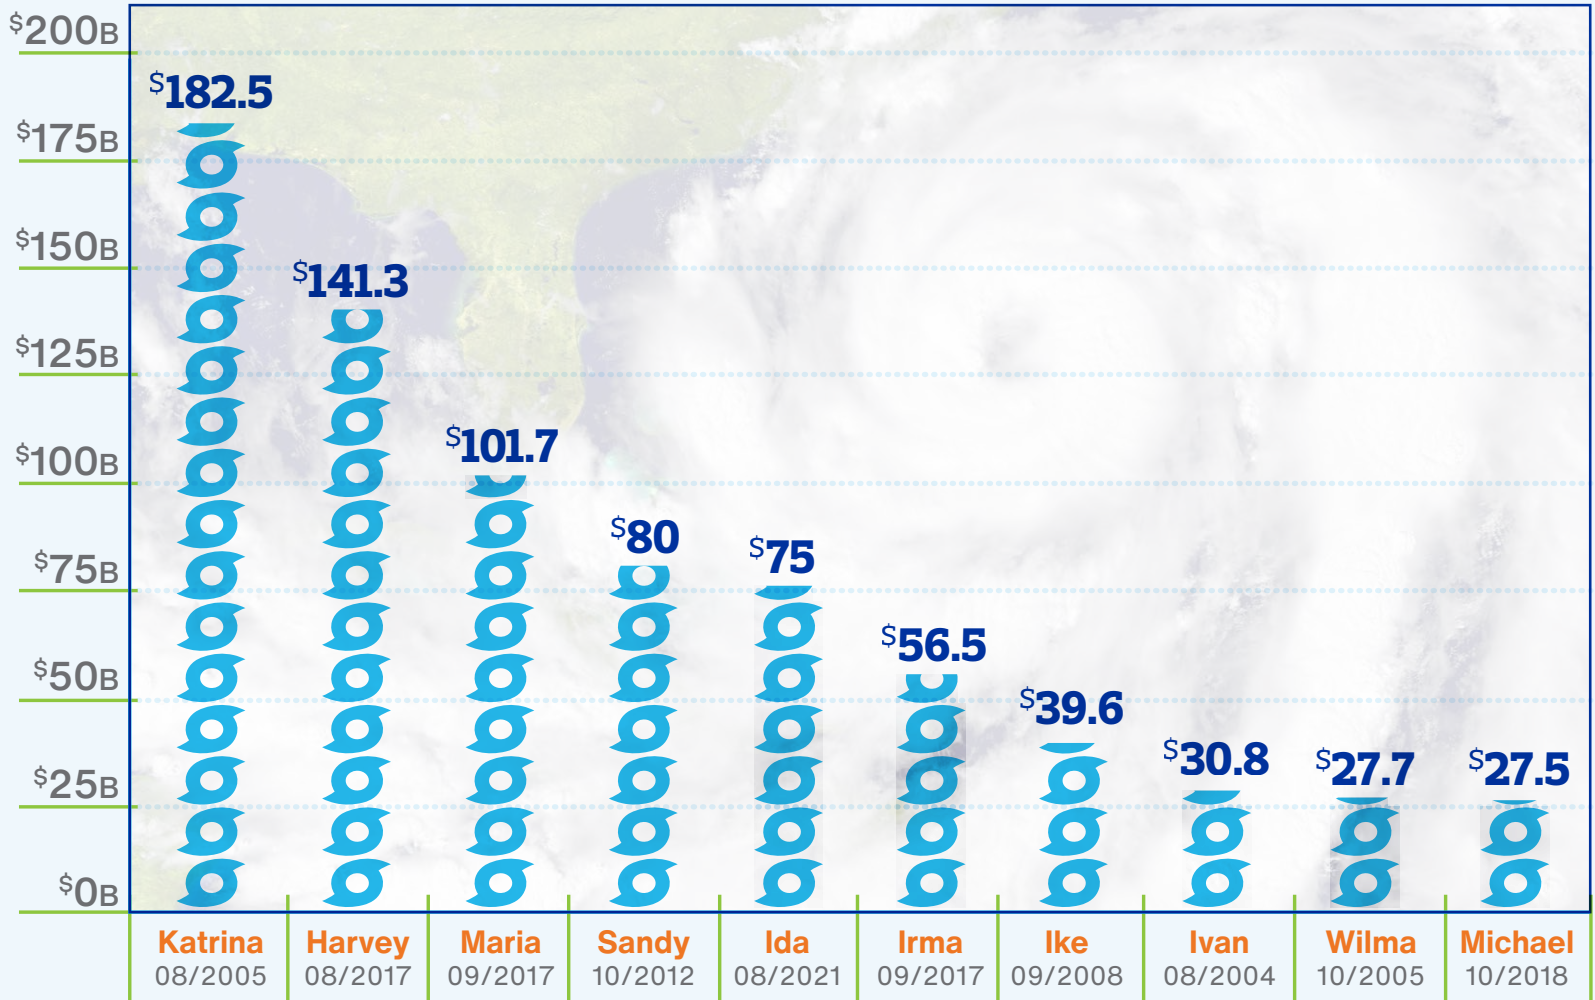 $200B
$175B
$150B
$125B
$100B
$75B
$50B
$25B
$0B
$182.5
$141.3
$101.7
$80
$75
$56.5
$39.6
$30.8
$27.7
$27.5
Katrina
08/2005
Harvey
08/2017
Maria
09/2017
Sandy
10/2012
Ida
08/2021
Irma
09/2017
Ike
09/2008
Ivan
08/2004
Wilma
10/2005
Michael
10/2018